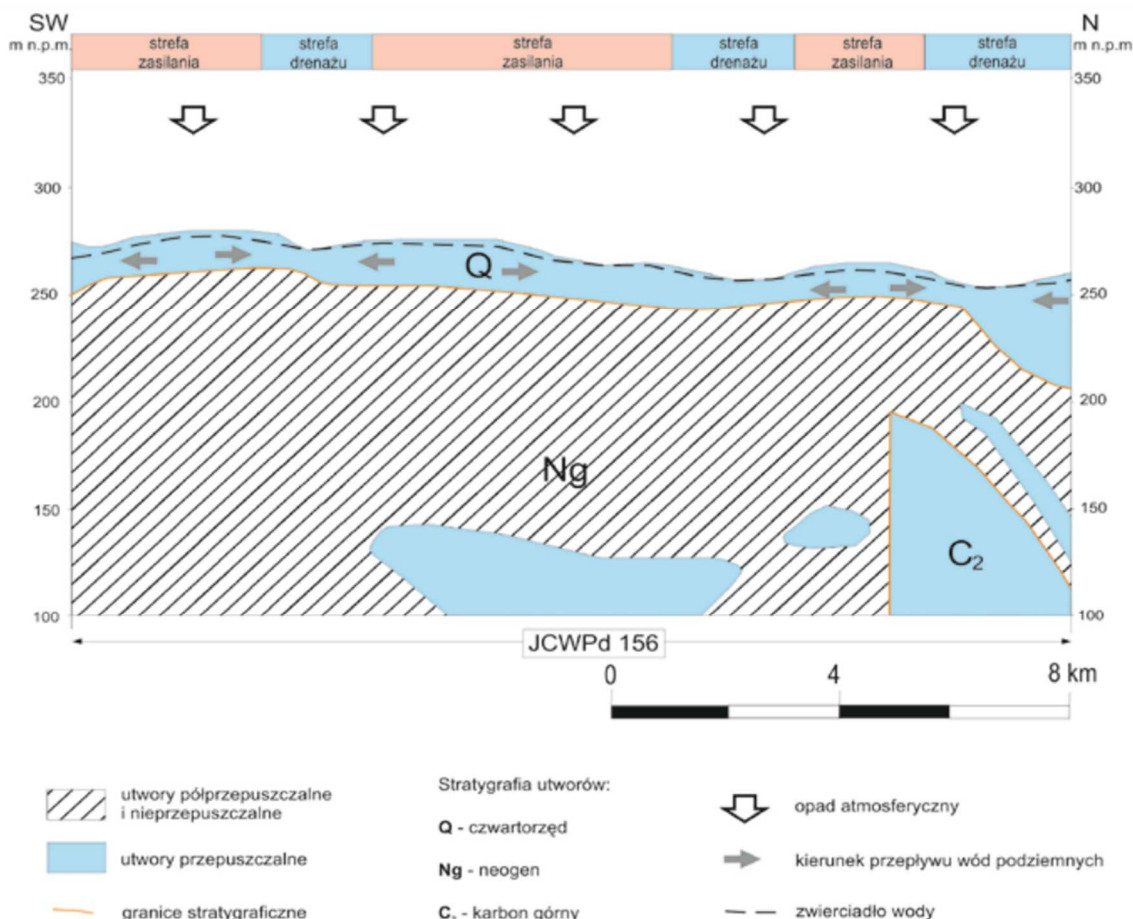 SW
N
m n.p.m.
strefa zasilania
strefa drenażu
strefa zasilania
strefa drenażu
strefa zasilania
strefa drenażu
m n.p.m.
350
350
300
300
Q
250
250
200
200
Ng
150
150
C₂
100
100
JCWPd 156
0
4
8 km
utwory półprzepuszczalne
i nieprzepuszczalne
utwory przepuszczalne
granice stratygraficzne
Stratygrafia utworów:
Q - czwartorzęd
Ng - neogen
C₂ - karbon górny
opad atmosferyczny
kierunek przepływu wód podziemnych
zwierciadło wody